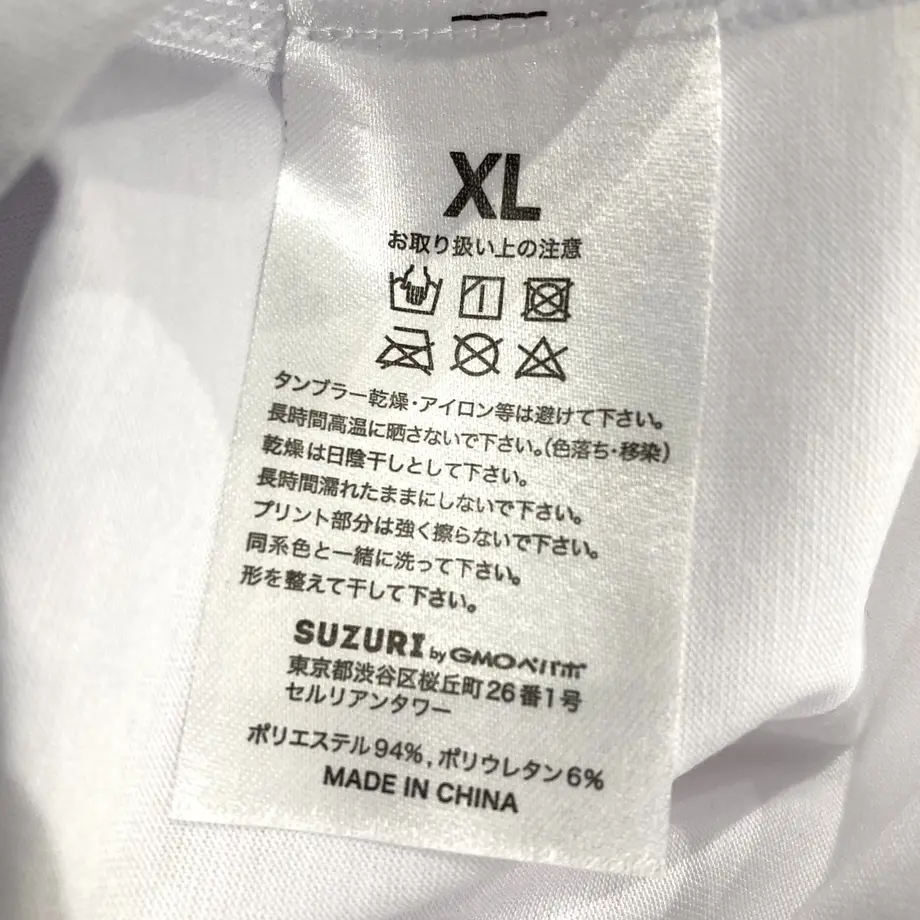 XL
お取り扱い上の注意
タンブラー乾燥・アイロン等は避けて下さい。
長時間高温に晒さないで下さい。(色落ち・移染)
乾燥は日陰干しとして下さい。
長時間濡れたままにしないで下さい。
プリント部分は強く擦らないで下さい。
同系色と一緒に洗って下さい。
形を整えて干して下さい。
SUZURI by GMOペパボ
東京都渋谷区桜丘町26番1号
セルリアンタワー
ポリエステル94%, ポリウレタン6%
MADE IN CHINA